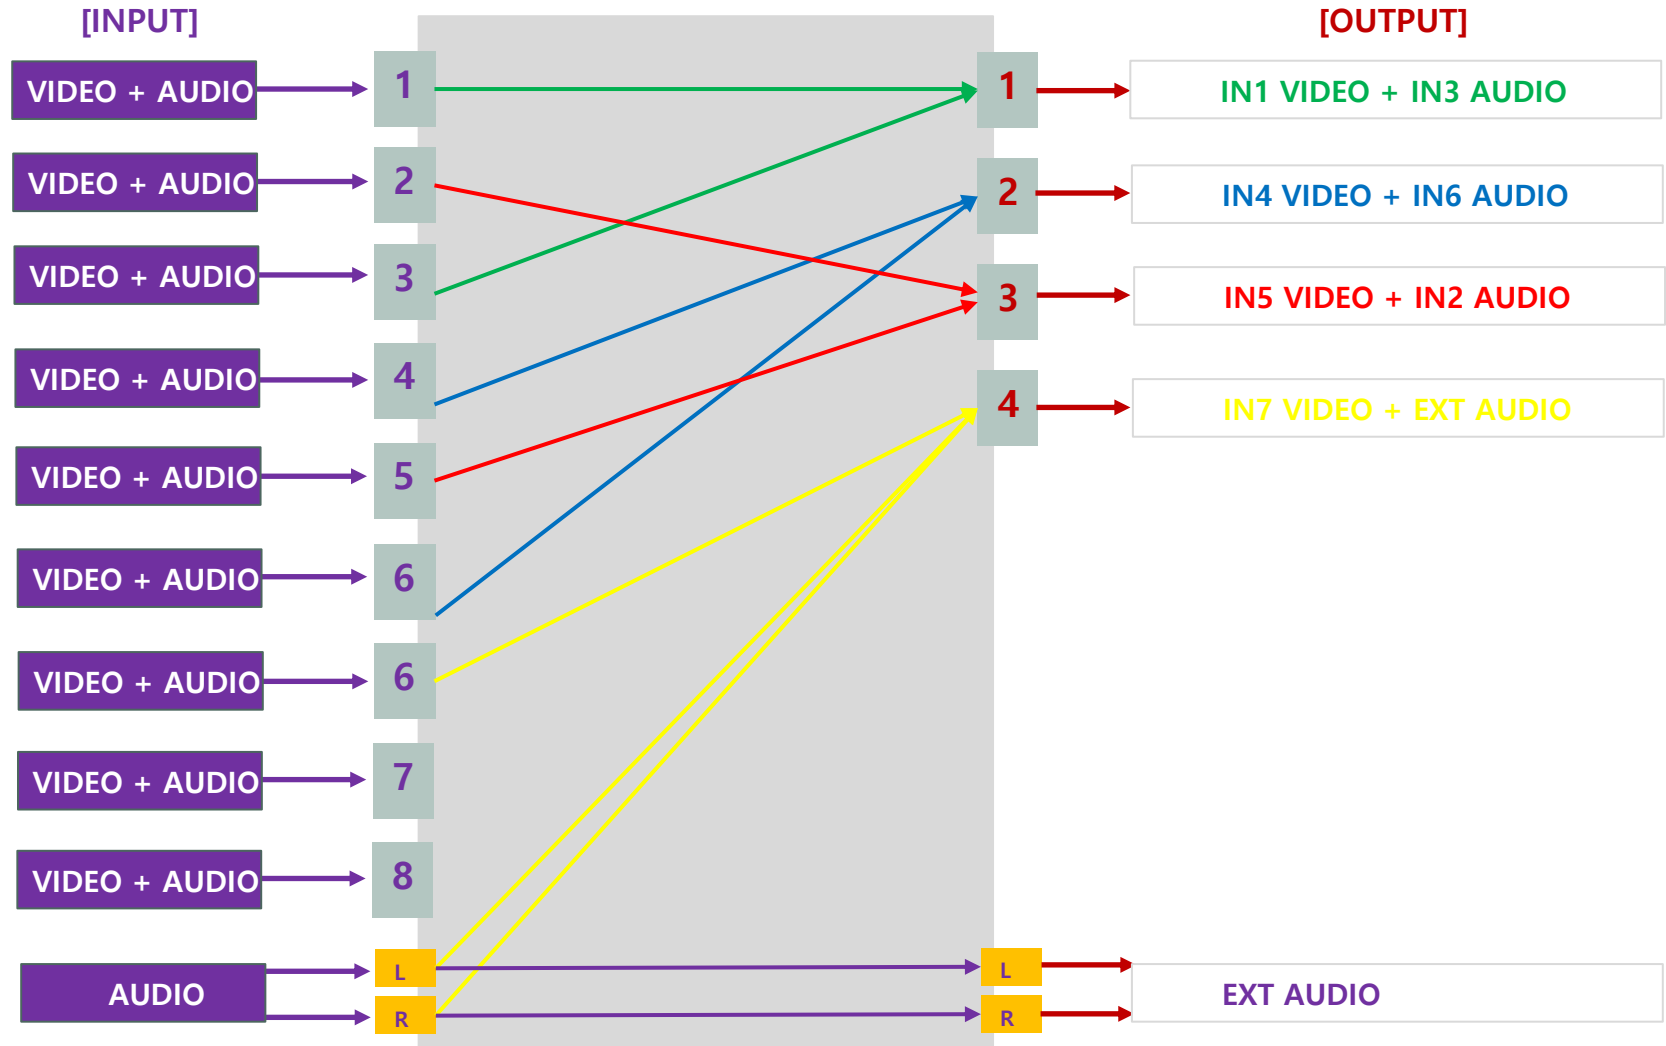 [INPUT]
[OUTPUT]
VIDEO + AUDIO
1
1
IN1 VIDEO + IN3 AUDIO
VIDEO + AUDIO
2
2
IN4 VIDEO + IN6 AUDIO
VIDEO + AUDIO
3
3
IN5 VIDEO + IN2 AUDIO
VIDEO + AUDIO
4
4
IN7 VIDEO + EXT AUDIO
VIDEO + AUDIO
5
VIDEO + AUDIO
6
VIDEO + AUDIO
6
VIDEO + AUDIO
7
VIDEO + AUDIO
8
AUDIO
L
R
L
R
EXT AUDIO